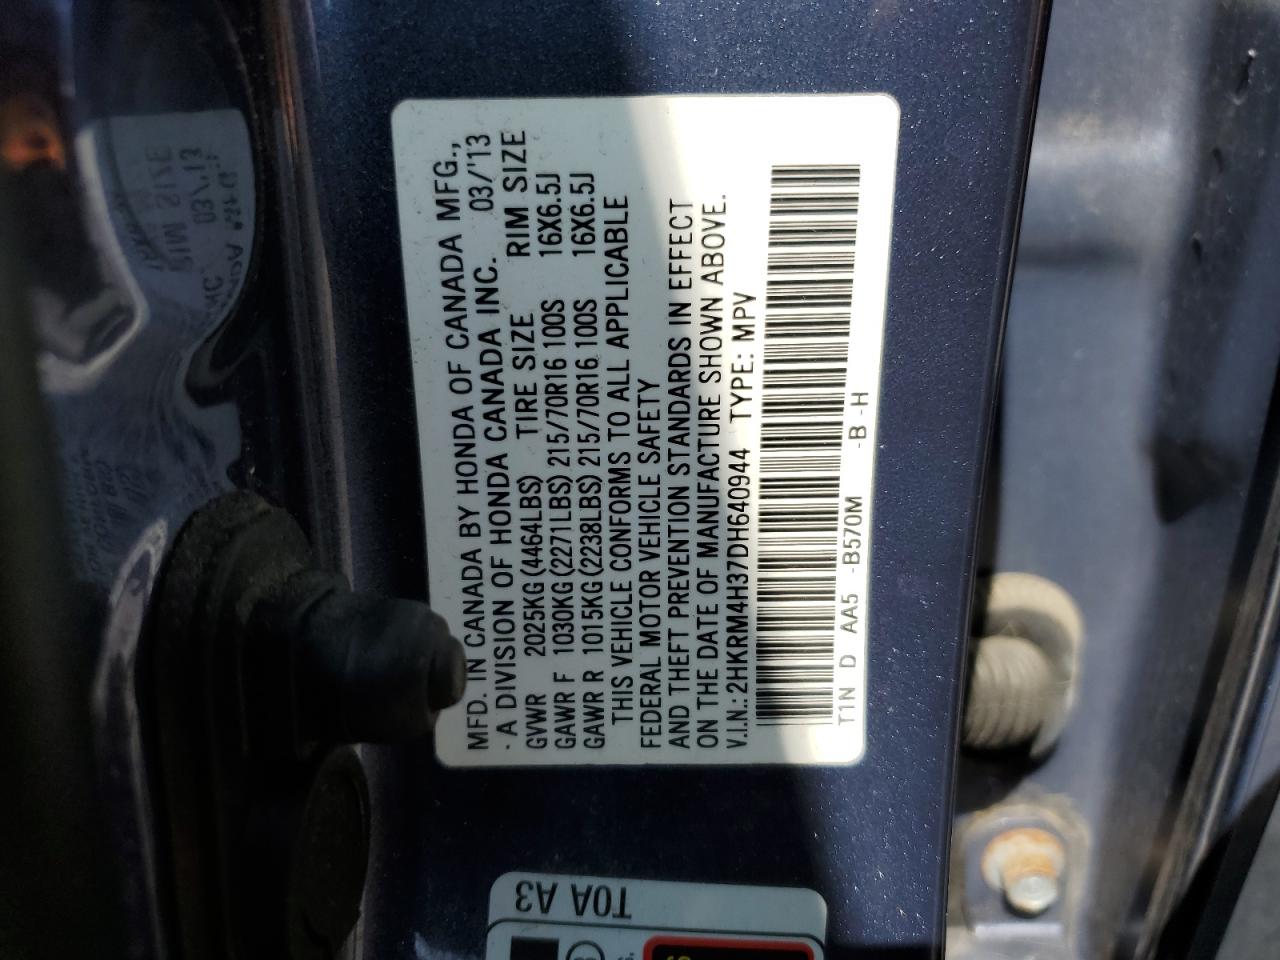 MFD. IN CANADA BY HONDA OF CANADA MFG.,
· A DIVISION OF HONDA CANADA INC. 03/'13
GVWR 2025KG (4464LBS) TIRE SIZE RIM SIZE
GAWR F 1030KG (2271LBS) 215/70R16 100S 16X6.5J
GAWR R 1015KG (2238LBS) 215/70R16 100S 16X6.5J
THIS VEHICLE CONFORMS TO ALL APPLICABLE
FEDERAL MOTOR VEHICLE SAFETY
AND THEFT PREVENTION STANDARDS IN EFFECT
ON THE DATE OF MANUFACTURE SHOWN ABOVE.
V.I.N.: 2HKRM4H37DH640944 TYPE: MPV
T1N D AA5 -B570M -B -H
T0A A3